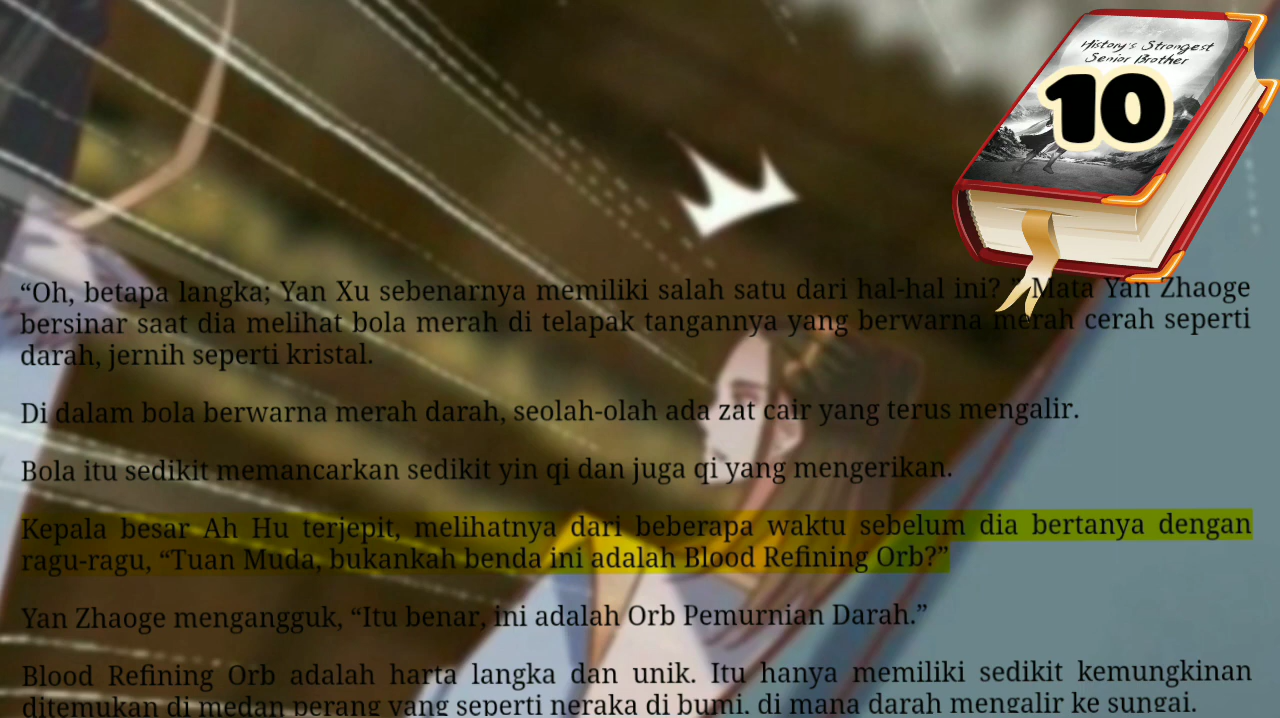 History's Strongest
Senior Brother
10
“Oh, betapa langka; Yan Xu sebenarnya memiliki salah satu dari hal-hal ini? ” Mata Yan Zhaoge
bersinar saat dia melihat bola merah di telapak tangannya yang berwarna merah cerah seperti
darah, jernih seperti kristal.
Di dalam bola berwarna merah darah, seolah-olah ada zat cair yang terus mengalir.
Bola itu sedikit memancarkan sedikit yin qi dan juga qi yang mengerikan.
Kepala besar Ah Hu terjepit, melihatnya dari beberapa waktu sebelum dia bertanya dengan
ragu-ragu, “Tuan Muda, bukankah benda ini adalah Blood Refining Orb?”
Yan Zhaoge mengangguk, “Itu benar, ini adalah Orb Pemurnian Darah.”
Blood Refining Orb adalah harta langka dan unik. Itu hanya memiliki sedikit kemungkinan
ditemukan di medan perang yang seperti neraka di bumi, di mana darah mengalir ke sungai.